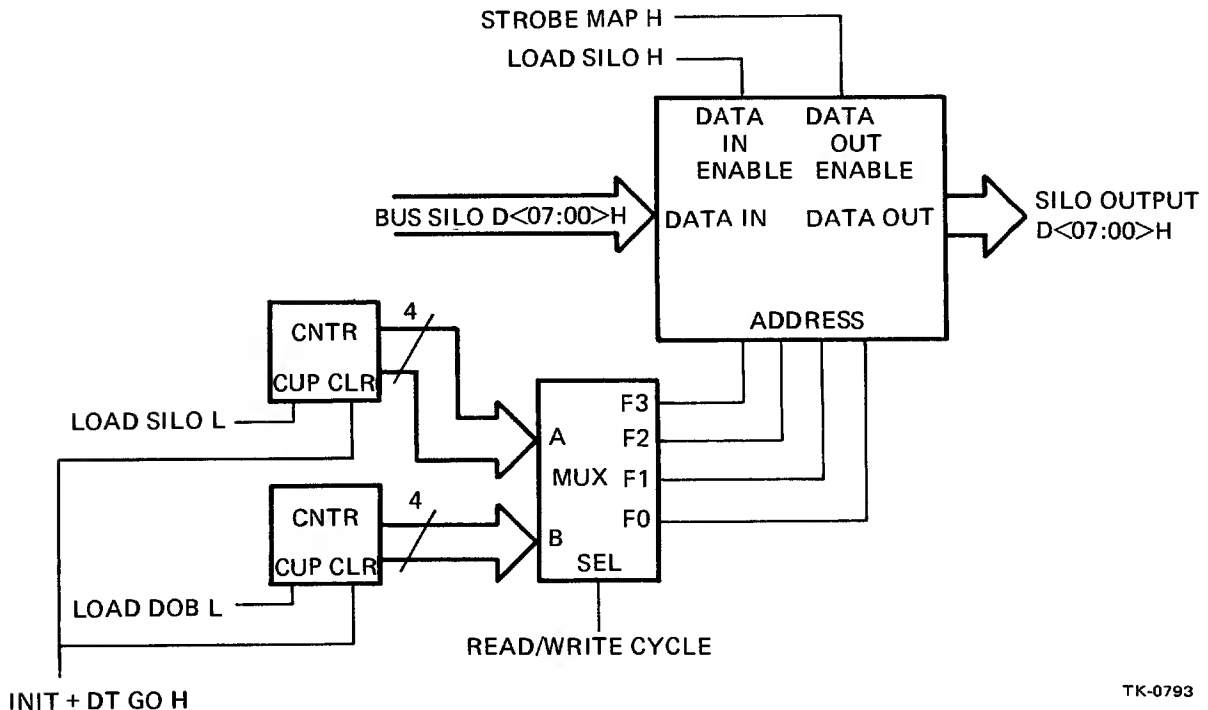 STROBE MAP H
LOAD SILO H
DATA IN ENABLE
DATA OUT ENABLE
BUS SILO D<07:00>H
DATA IN
DATA OUT
SILO OUTPUT
D<07:00>H
ADDRESS
CNTR
CUP CLR
4
LOAD SILO L
A
MUX
B
SEL
F3
F2
F1
F0
CNTR
CUP CLR
4
LOAD DOB L
READ/WRITE CYCLE
INIT + DT GO H
TK-0793